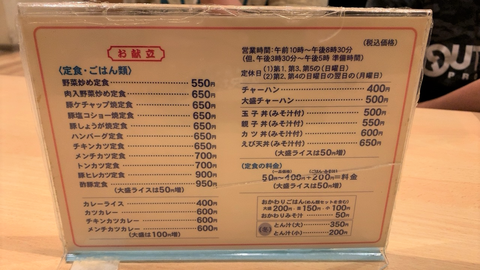 お献立
〈定食・ごはん類〉
野菜炒め定食 550円
肉入野菜炒め定食 600円
豚ケチャップ焼定食 650円
豚塩コショー焼定食 650円
豚しょうが焼定食 650円
ハンバーグ定食 650円
チキンカツ定食 650円
メンチカツ定食 700円
トンカツ定食 700円
豚ヒレカツ定食 900円
酢豚定食 950円
(大盛ライスは50円増)
カレーライス 400円
カツカレー 600円
チキンカツカレー 600円
メンチカツカレー 600円
(大盛は100円増)
(税込価格)
営業時間:午前10時〜午後8時30分
(但、午後3時30分〜午後5時 準備時間)
定休日 (1)第1、第3、第5の(日曜日)
(2)第2、第4の日曜日の翌日の(月曜日)
チャーハン 400円
大盛チャーハン 500円
玉子丼(みそ汁付) 500円
親子丼(みそ汁付) 550円
カツ丼(みそ汁付) 600円
えび天丼(みそ汁付) 650円
(大盛ライスは50円増)
〈定食の料金〉
50円〜400円+200円=料金
おかわりごはん
大盛200円、並150円、小100円
おかわりみそ汁 50円
とん汁(大) 350円
とん汁(小) 200円